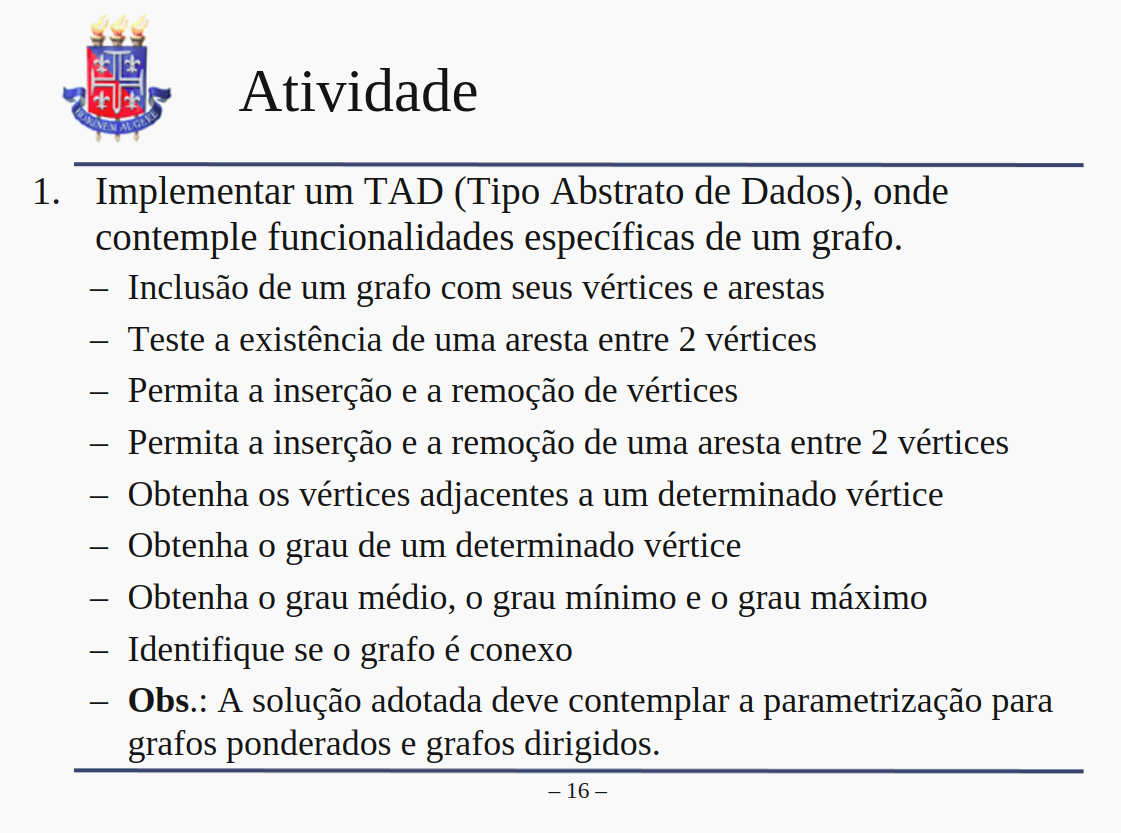 HOMINEM AUGERE
Atividade
1. Implementar um TAD (Tipo Abstrato de Dados), onde
contemple funcionalidades específicas de um grafo.
– Inclusão de um grafo com seus vértices e arestas
– Teste a existência de uma aresta entre 2 vértices
– Permita a inserção e a remoção de vértices
– Permita a inserção e a remoção de uma aresta entre 2 vértices
– Obtenha os vértices adjacentes a um determinado vértice
– Obtenha o grau de um determinado vértice
– Obtenha o grau médio, o grau mínimo e o grau máximo
– Identifique se o grafo é conexo
– Obs.: A solução adotada deve contemplar a parametrização para
grafos ponderados e grafos dirigidos.
– 16 –